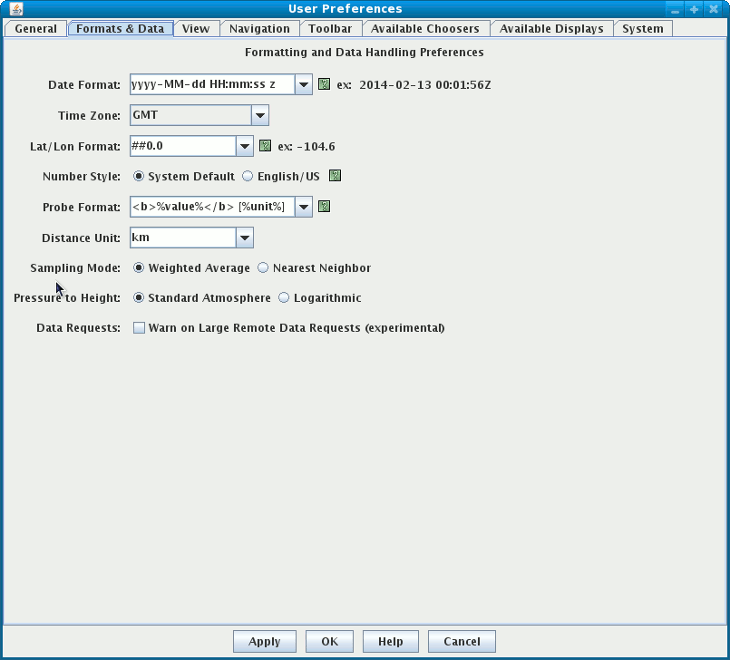 User Preferences
General Formats & Data View Navigation Toolbar Available Choosers Available Displays System
Formatting and Data Handling Preferences
Date Format: yyyy-MM-dd HH:mm:ss z ex: 2014-02-13 00:01:56Z
Time Zone: GMT
Lat/Lon Format: ##0.0 ex: -104.6
Number Style: System Default English/US
Probe Format: <b>%value%</b> [%unit%]
Distance Unit: km
Sampling Mode: Weighted Average Nearest Neighbor
Pressure to Height: Standard Atmosphere Logarithmic
Data Requests: Warn on Large Remote Data Requests (experimental)
Apply OK Help Cancel